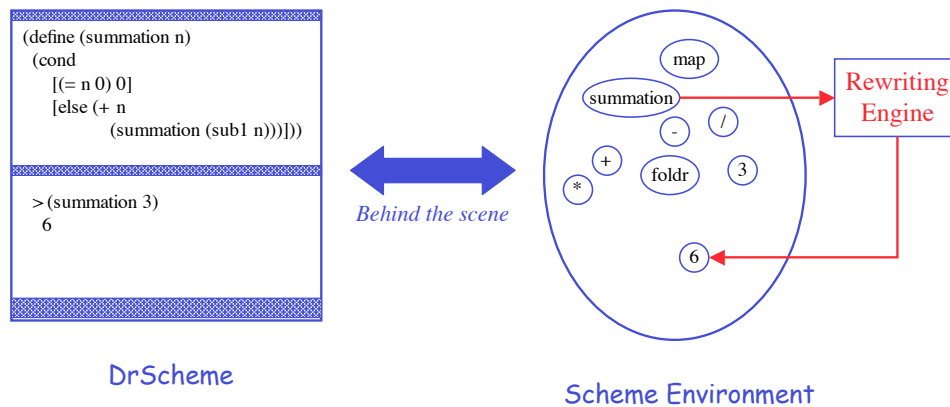 (define (summation n)
(cond
[(= n 0) 0]
[else (+ n
(summation (sub1 n)))]))
> (summation 3)
6
DrScheme
Behind the scene
map
summation
/
-
+
foldr
3
*
6
Scheme Environment
Rewriting
Engine